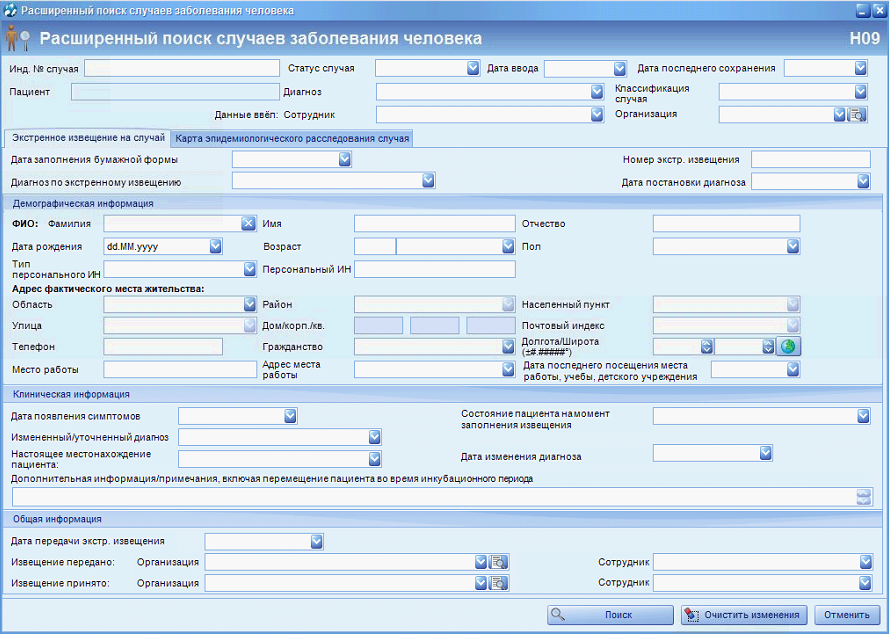 Расширенный поиск случаев заболевания человека
Расширенный поиск случаев заболевания человека H09
Инд. № случая Статус случая Дата ввода Дата последнего сохранения
Пациент Диагноз Классификация случая
Данные ввёл: Сотрудник Организация
Экстренное извещение на случай Карта эпидемиологического расследования случая
Дата заполнения бумажной формы Номер экстр. извещения
Диагноз по экстренному извещению Дата постановки диагноза
Демографическая информация
ФИО: Фамилия Имя Отчество
Дата рождения dd.MM.yyyy Возраст Пол
Тип персонального ИН Персональный ИН
Адрес фактического места жительства:
Область Район Населенный пункт
Улица Дом/корп./кв. Почтовый индекс
Телефон Гражданство Долгота/Широта (±#.#####°)
Место работы Адрес места работы Дата последнего посещения места работы, учебы, детского учреждения
Клиническая информация
Дата появления симптомов Состояние пациента на момент заполнения извещения
Измененный/уточненный диагноз
Настоящее местонахождение пациента: Дата изменения диагноза
Дополнительная информация/примечания, включая перемещение пациента во время инкубационного периода
Общая информация
Дата передачи экстр. извещения
Извещение передано: Организация Сотрудник
Извещение принято: Организация Сотрудник
Поиск Очистить изменения Отменить